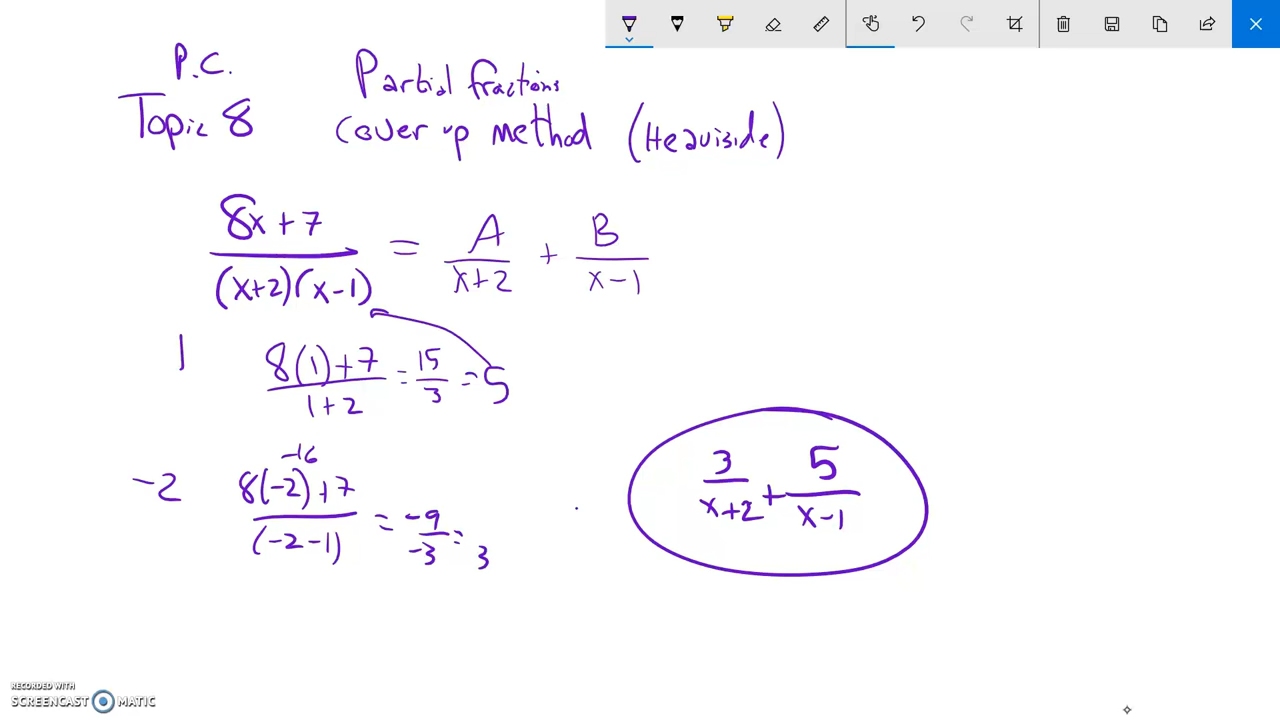 P.C.
Topic 8
Partial fractions
Cover up method (Heaviside)
8x + 7 / (x+2)(x-1) = A / x+2 + B / x-1
1
8(1)+7 / 1+2 = 15 / 3 = 5
-16
-2
8(-2)+7 / (-2-1) = -9 / -3 = 3
3 / x+2 + 5 / x-1
RECORDED WITH
SCREENCAST MATIC